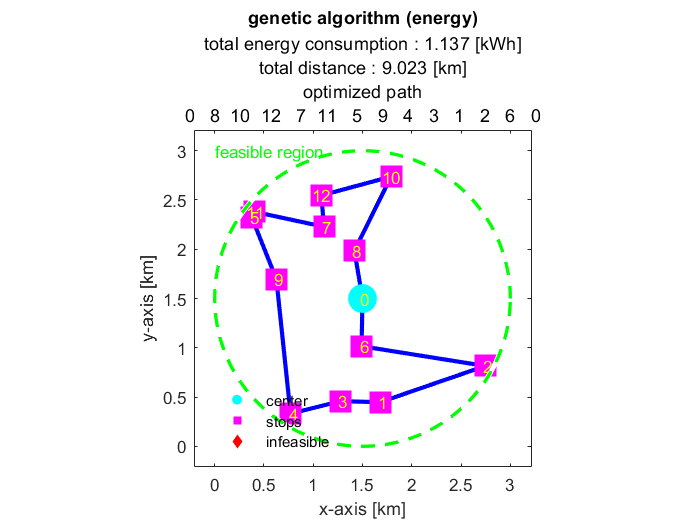 genetic algorithm (energy)
total energy consumption : 1.137 [kWh]
total distance : 9.023 [km]
optimized path
0 8 10 12 7 11 5 9 4 3 1 2 6 0
feasible region
3
2.5
2
1.5
1
0.5
0
y-axis [km]
10
12
11
5
7
8
9
0
6
2
3
1
4
center
stops
infeasible
0 0.5 1 1.5 2 2.5 3
x-axis [km]